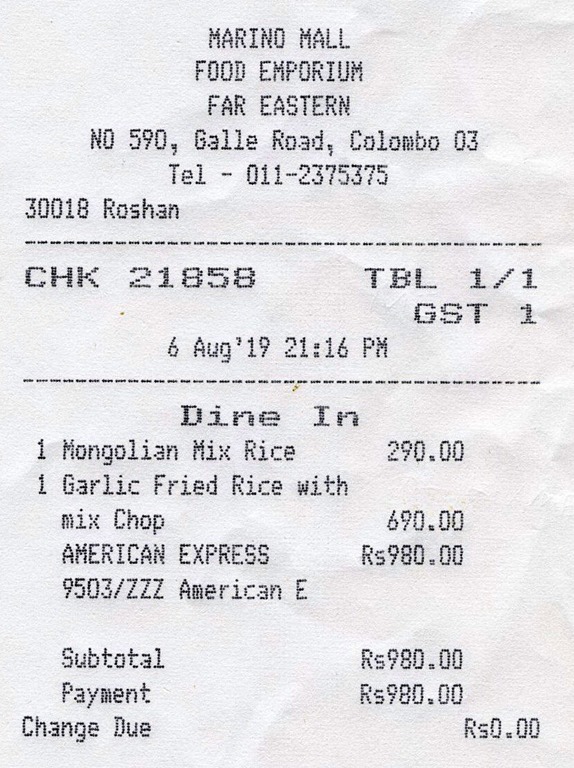 MARINO MALL
FOOD EMPORIUM
FAR EASTERN
NO 590, Galle Road, Colombo 03
Tel - 011-2375375
30018 Roshan
CHK 21858 TBL 1/1
GST 1
6 Aug'19 21:16 PM
Dine In
1 Mongolian Mix Rice 290.00
1 Garlic Fried Rice with
mix Chop 690.00
AMERICAN EXPRESS Rs980.00
9503/ZZZ American E
Subtotal Rs980.00
Payment Rs980.00
Change Due Rs0.00